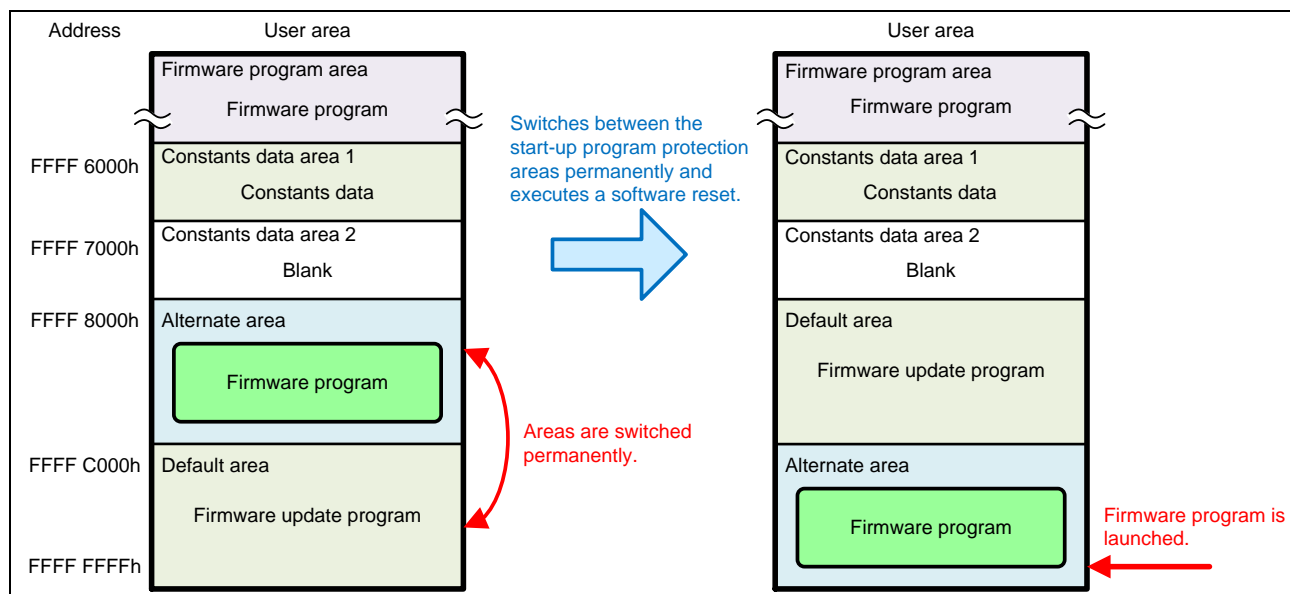 Address
User area
Firmware program area
Firmware program
FFFF 6000h
Constants data area 1
Constants data
FFFF 7000h
Constants data area 2
Blank
FFFF 8000h
Alternate area
Firmware program
FFFF C000h
Default area
Firmware update program
FFFF FFFFh
Switches between the
start-up program protection
areas permanently and
executes a software reset.
Areas are switched
permanently.
User area
Firmware program area
Firmware program
Constants data area 1
Constants data
Constants data area 2
Blank
Default area
Firmware update program
Alternate area
Firmware program
Firmware program is
launched.